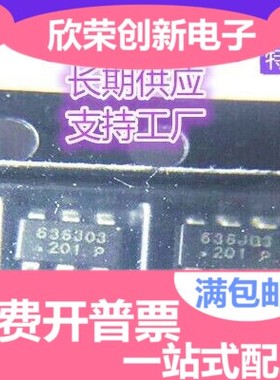 欣荣创新电子
特
长期供应
支持工厂
636303
.201 P
636J03
.201 P
满包邮
费开普票
一站式配